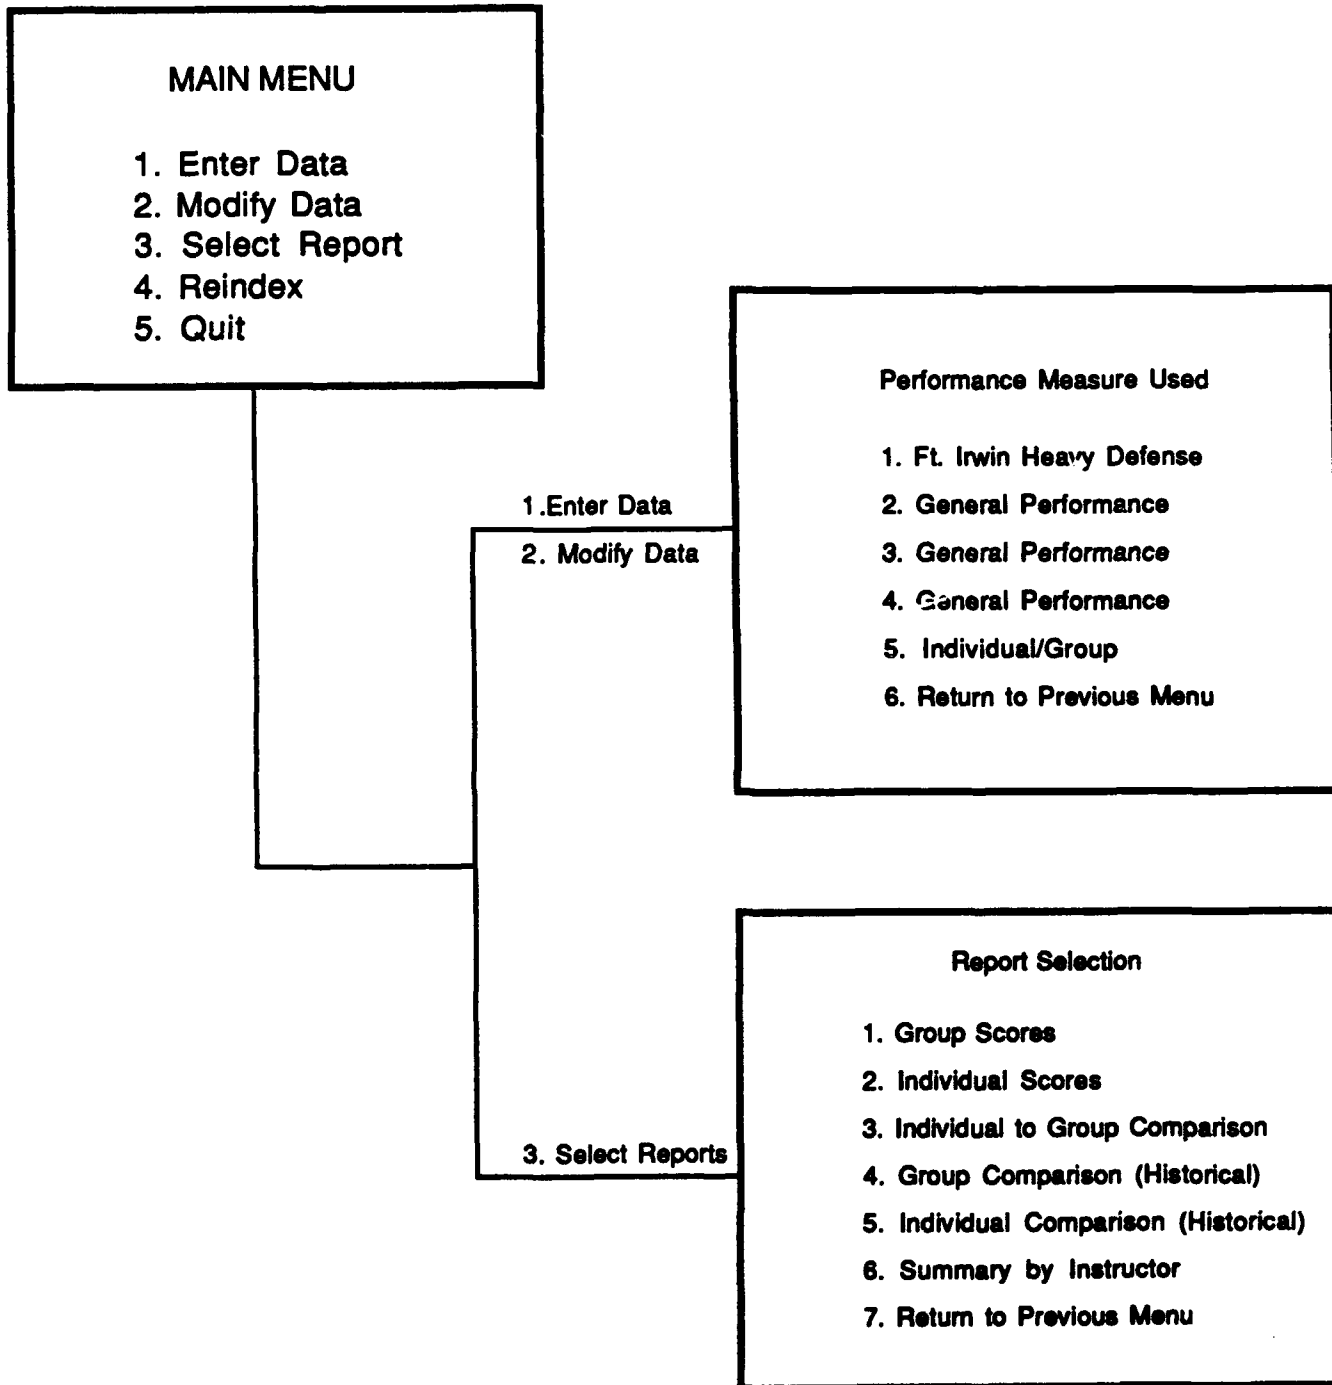 MAIN MENU
1. Enter Data
2. Modify Data
3. Select Report
4. Reindex
5. Quit
1.Enter Data
2. Modify Data
Performance Measure Used
1. Ft. Irwin Heavy Defense
2. General Performance
3. General Performance
4. General Performance
5. Individual/Group
6. Return to Previous Menu
3. Select Reports
Report Selection
1. Group Scores
2. Individual Scores
3. Individual to Group Comparison
4. Group Comparison (Historical)
5. Individual Comparison (Historical)
6. Summary by Instructor
7. Return to Previous Menu